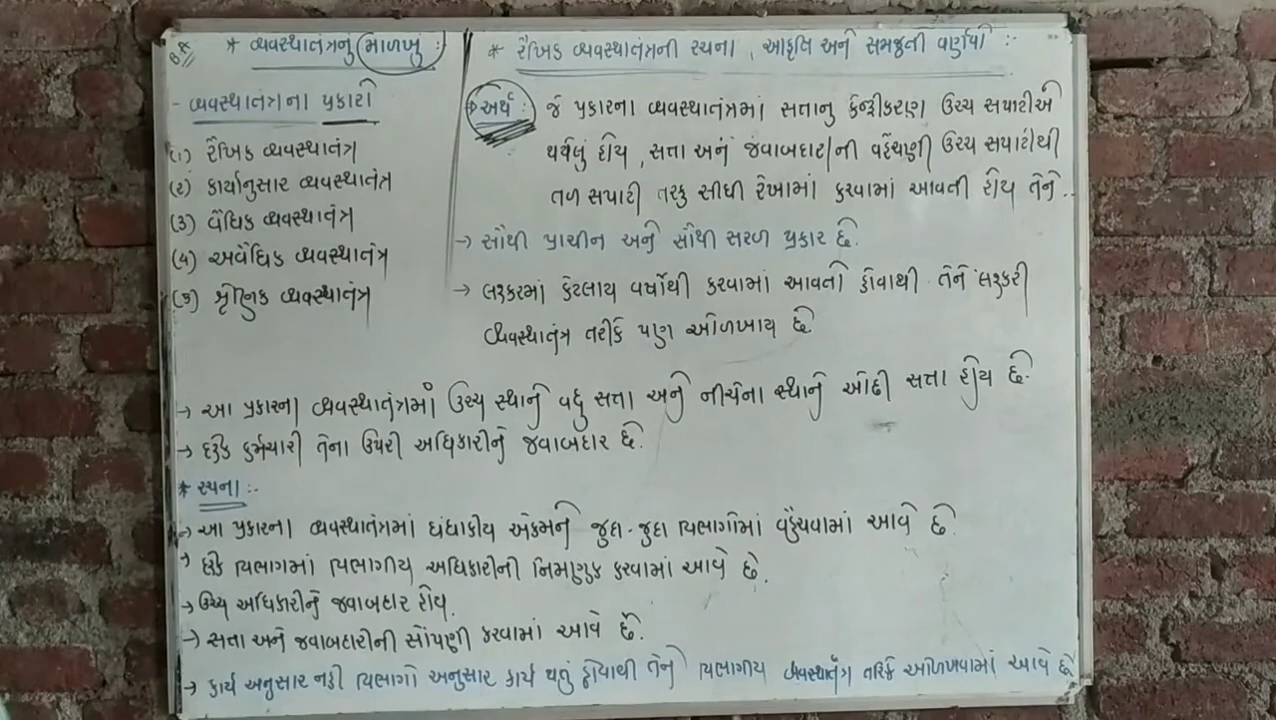 * વ્યવસ્થાતંત્રનું માળખુ :
- વ્યવસ્થાતંત્રના પ્રકારો
(૧) રૈખિક વ્યવસ્થાતંત્ર
(૨) કાર્યાનુસાર વ્યવસ્થાતંત્ર
(૩) વૈધિક વ્યવસ્થાતંત્ર
(૪) અવૈધિક વ્યવસ્થાતંત્ર
(૫) શ્રેણિક વ્યવસ્થાતંત્ર
* રૈખિક વ્યવસ્થાતંત્રની રચના , આકૃતિ અને સમજુતી વર્ણવો :-
→ અર્થ : જે પ્રકારના વ્યવસ્થાતંત્રમાં સત્તાનુ કેન્દ્રીકરણ ઉચ્ચ સપાટીએ
થયેલું હોય , સત્તા અને જવાબદારીની વહેંચણી ઉચ્ચ સપાટીથી
તળ સપાટી તરફ સીધી રેખામાં કરવામાં આવતી હોય તેને ..
→ સૌથી પ્રાચીન અને સૌથી સરળ પ્રકાર છે.
→ લશ્કરમાં કેટલાય વર્ષોથી કરવામાં આવતો હોવાથી તેને લશ્કરી
વ્યવસ્થાતંત્ર તરીકે પણ ઓળખાય છે
→ આ પ્રકારના વ્યવસ્થાતંત્રમાં ઉચ્ચ સ્થાને વધુ સત્તા અને નીચેના સ્થાને ઓછી સત્તા હોય છે.
→ દરેક કર્મચારી તેના ઉપરી અધિકારીને જવાબદાર છે.
* રચના :-
→ આ પ્રકારના વ્યવસ્થાતંત્રમાં ધંધાકીય એકમને જુદા - જુદા વિભાગોમાં વહેંચવામાં આવે છે.
→ દરેક વિભાગમાં વિભાગીય અધિકારીની નિમણુક કરવામાં આવે છે.
→ ઉચ્ચ અધિકારીને જવાબદાર હોય.
→ સત્તા અને જવાબદારીની સોંપણી કરવામાં આવે છે.
→ કાર્ય અનુસાર નહી વિભાગો અનુસાર કાર્ય થતું હોવાથી તેને વિભાગીય વ્યવસ્થાતંત્ર તરિકે ઓળખવામાં આવે છે